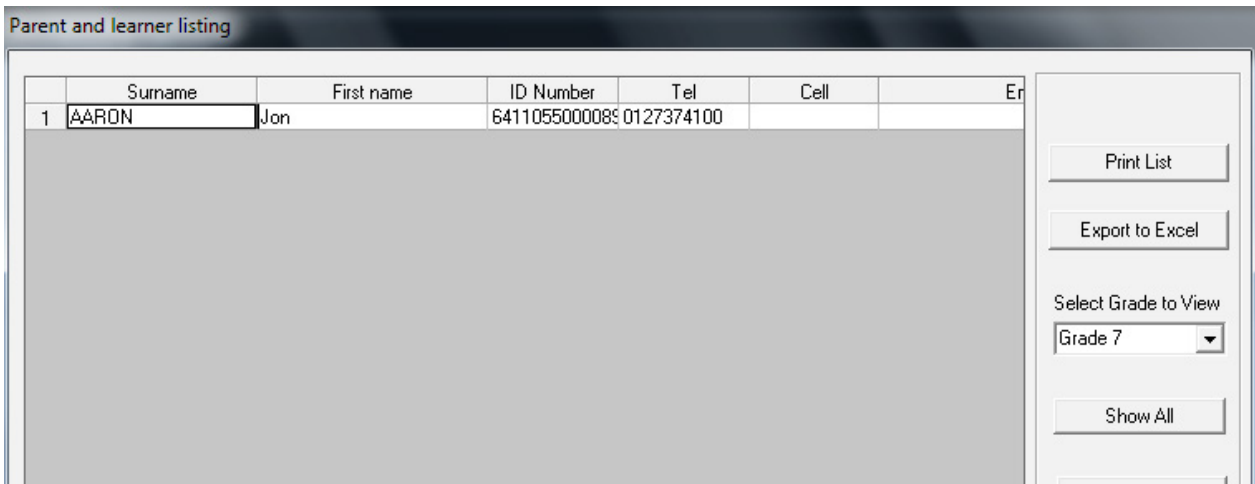 Parent and learner listing
Surname First name ID Number Tel Cell
1 AARON Jon 0127374100
Print List
Export to Excel
Select Grade to View
Grade 7
Show All